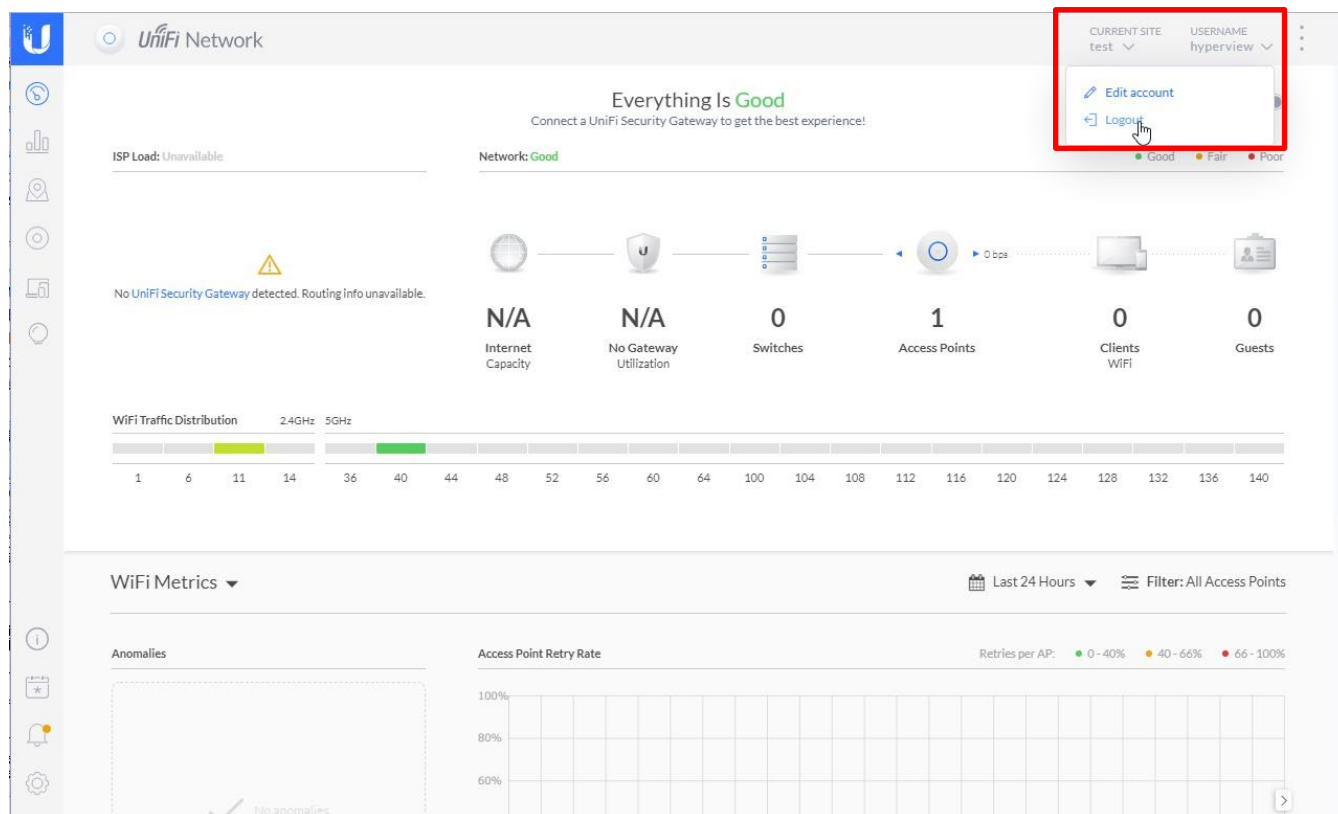 UniFi Network
CURRENT SITE
test
USERNAME
hyperview
Edit account
Logout
Everything Is Good
Connect a UniFi Security Gateway to get the best experience!
ISP Load: Unavailable
Network: Good
Good Fair Poor
No UniFi Security Gateway detected. Routing info unavailable.
0 bps
N/A
Internet
Capacity
N/A
No Gateway
Utilization
0
Switches
1
Access Points
0
Clients
WiFi
0
Guests
WiFi Traffic Distribution 2.4GHz 5GHz
1 6 11 14 36 40 44 48 52 56 60 64 100 104 108 112 116 120 124 128 132 136 140
WiFi Metrics
Last 24 Hours
Filter: All Access Points
Anomalies
No anomalies
Access Point Retry Rate
Retries per AP: 0 - 40% 40 - 66% 66 - 100%
100%
80%
60%